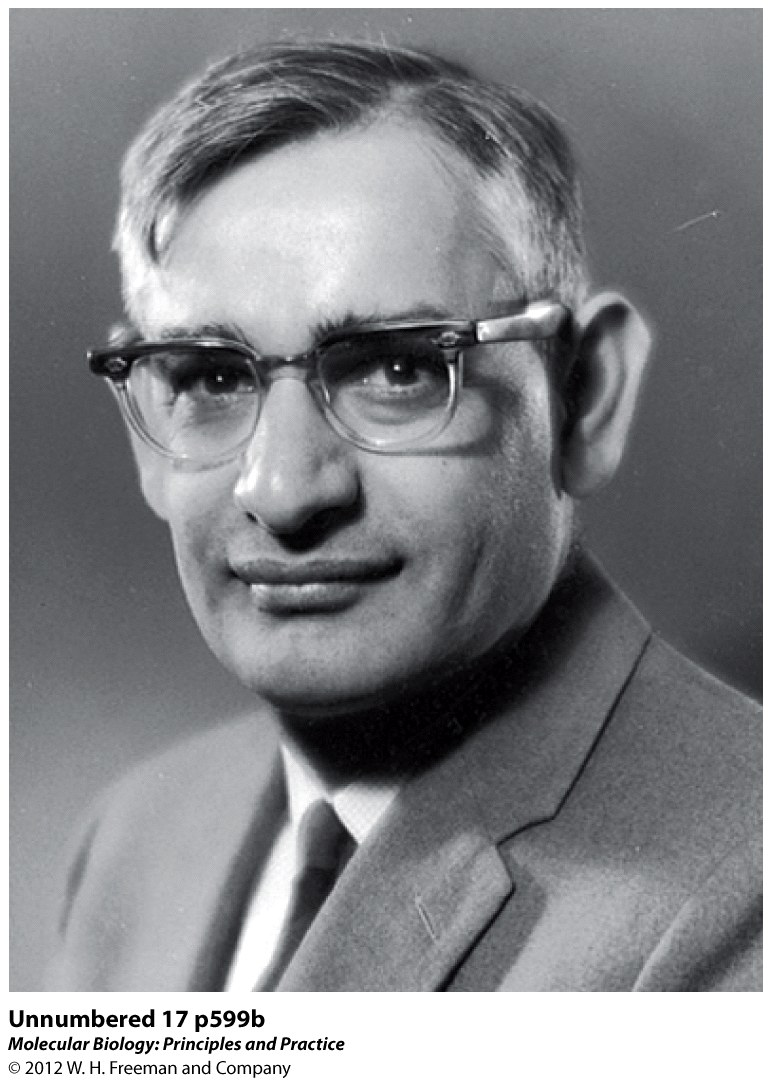 Unnumbered 17 p599b
Molecular Biology: Principles and Practice
© 2012 W. H. Freeman and Company